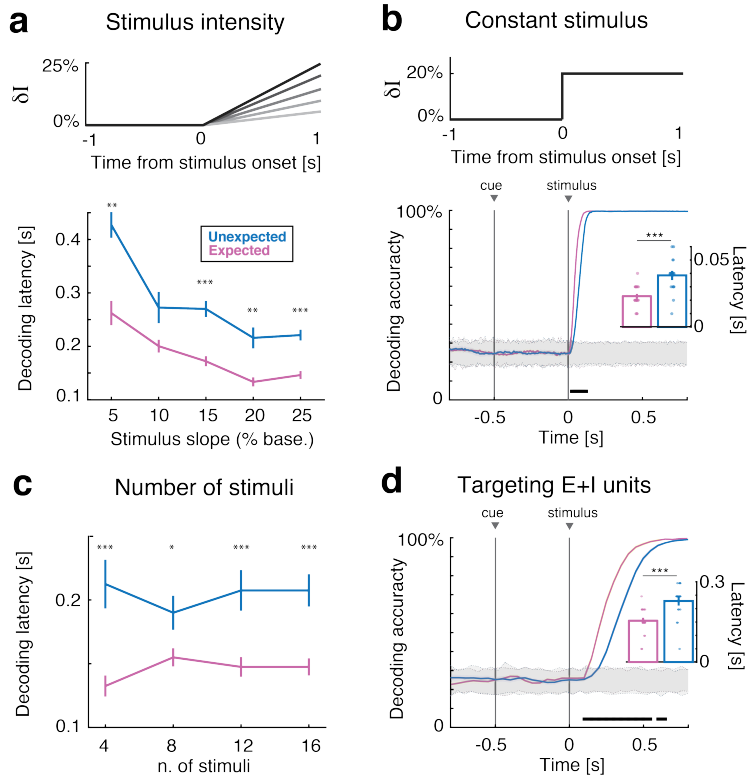 a
Stimulus intensity
25%
δI
0%
-1
0
1
Time from stimulus onset [s]
**
0.4
Unexpected
Expected
Decoding latency [s]
0.3
***
**
***
0.2
0.1
5
10
15
20
25
Stimulus slope (% base.)
b
Constant stimulus
20%
δI
0%
-1
0
1
Time from stimulus onset [s]
cue
stimulus
100%
***
0.05
Latency [s]
0
Decoding accuracty
0
-0.5
0
0.5
Time [s]
c
Number of stimuli
***
*
***
***
Decoding latency [s]
0.2
0.1
4
8
12
16
n. of stimuli
d
Targeting E+I units
cue
stimulus
100%
***
0.3
Latency [s]
0
Decoding accuracty
0
-0.5
0
0.5
Time [s]